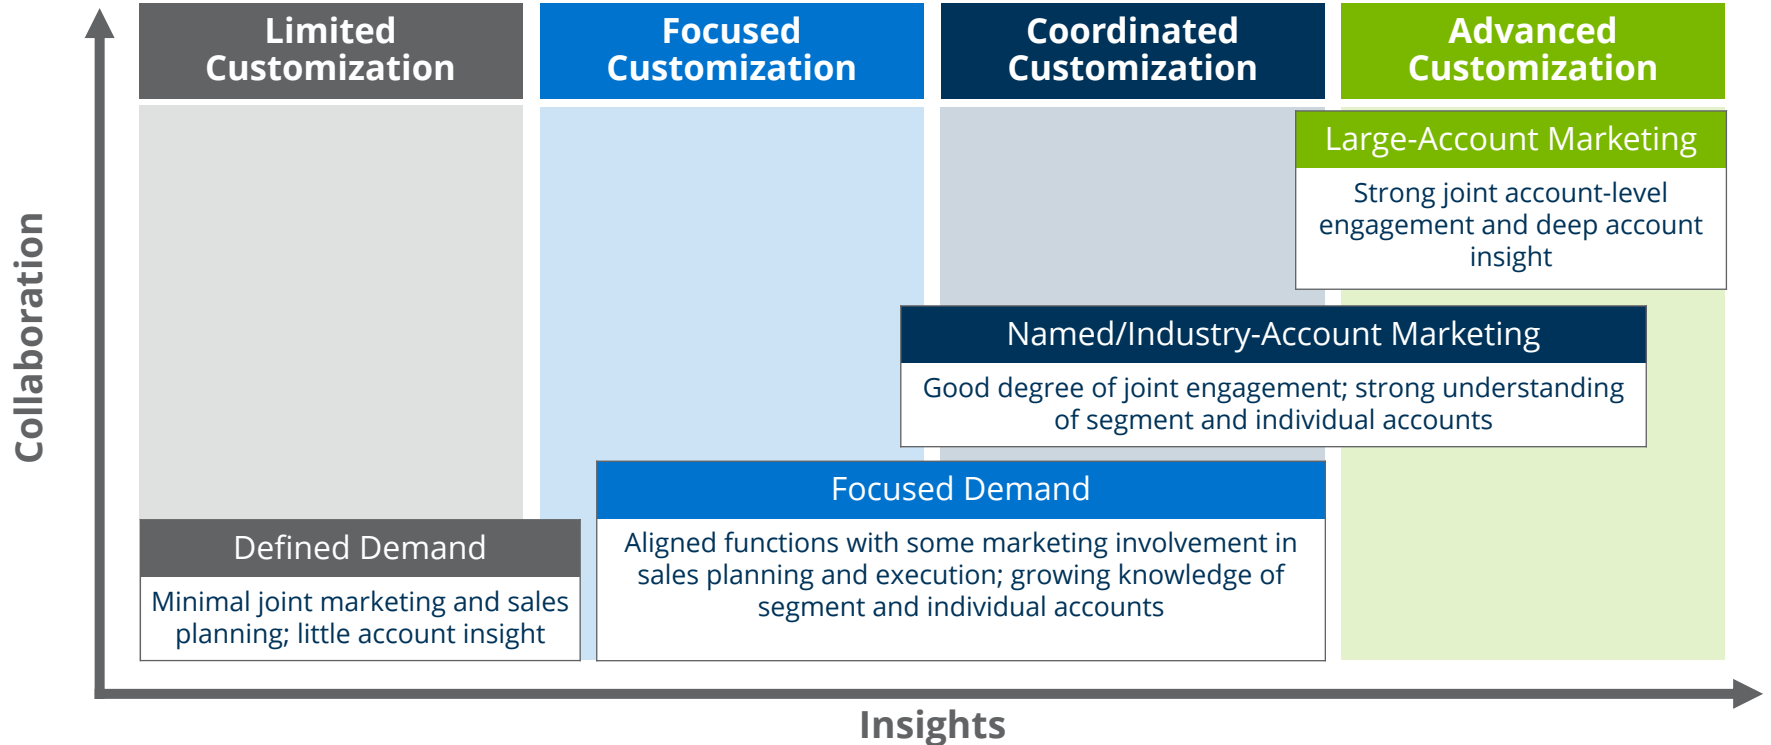 Limited
Customization
Focused
Customization
Coordinated
Customization
Advanced
Customization
Large-Account Marketing
Strong joint account-level
engagement and deep account
insight
Collaboration
Named/Industry-Account Marketing
Good degree of joint engagement; strong understanding
of segment and individual accounts
Focused Demand
Aligned functions with some marketing involvement in
sales planning and execution; growing knowledge of
segment and individual accounts
Defined Demand
Minimal joint marketing and sales
planning; little account insight
Insights